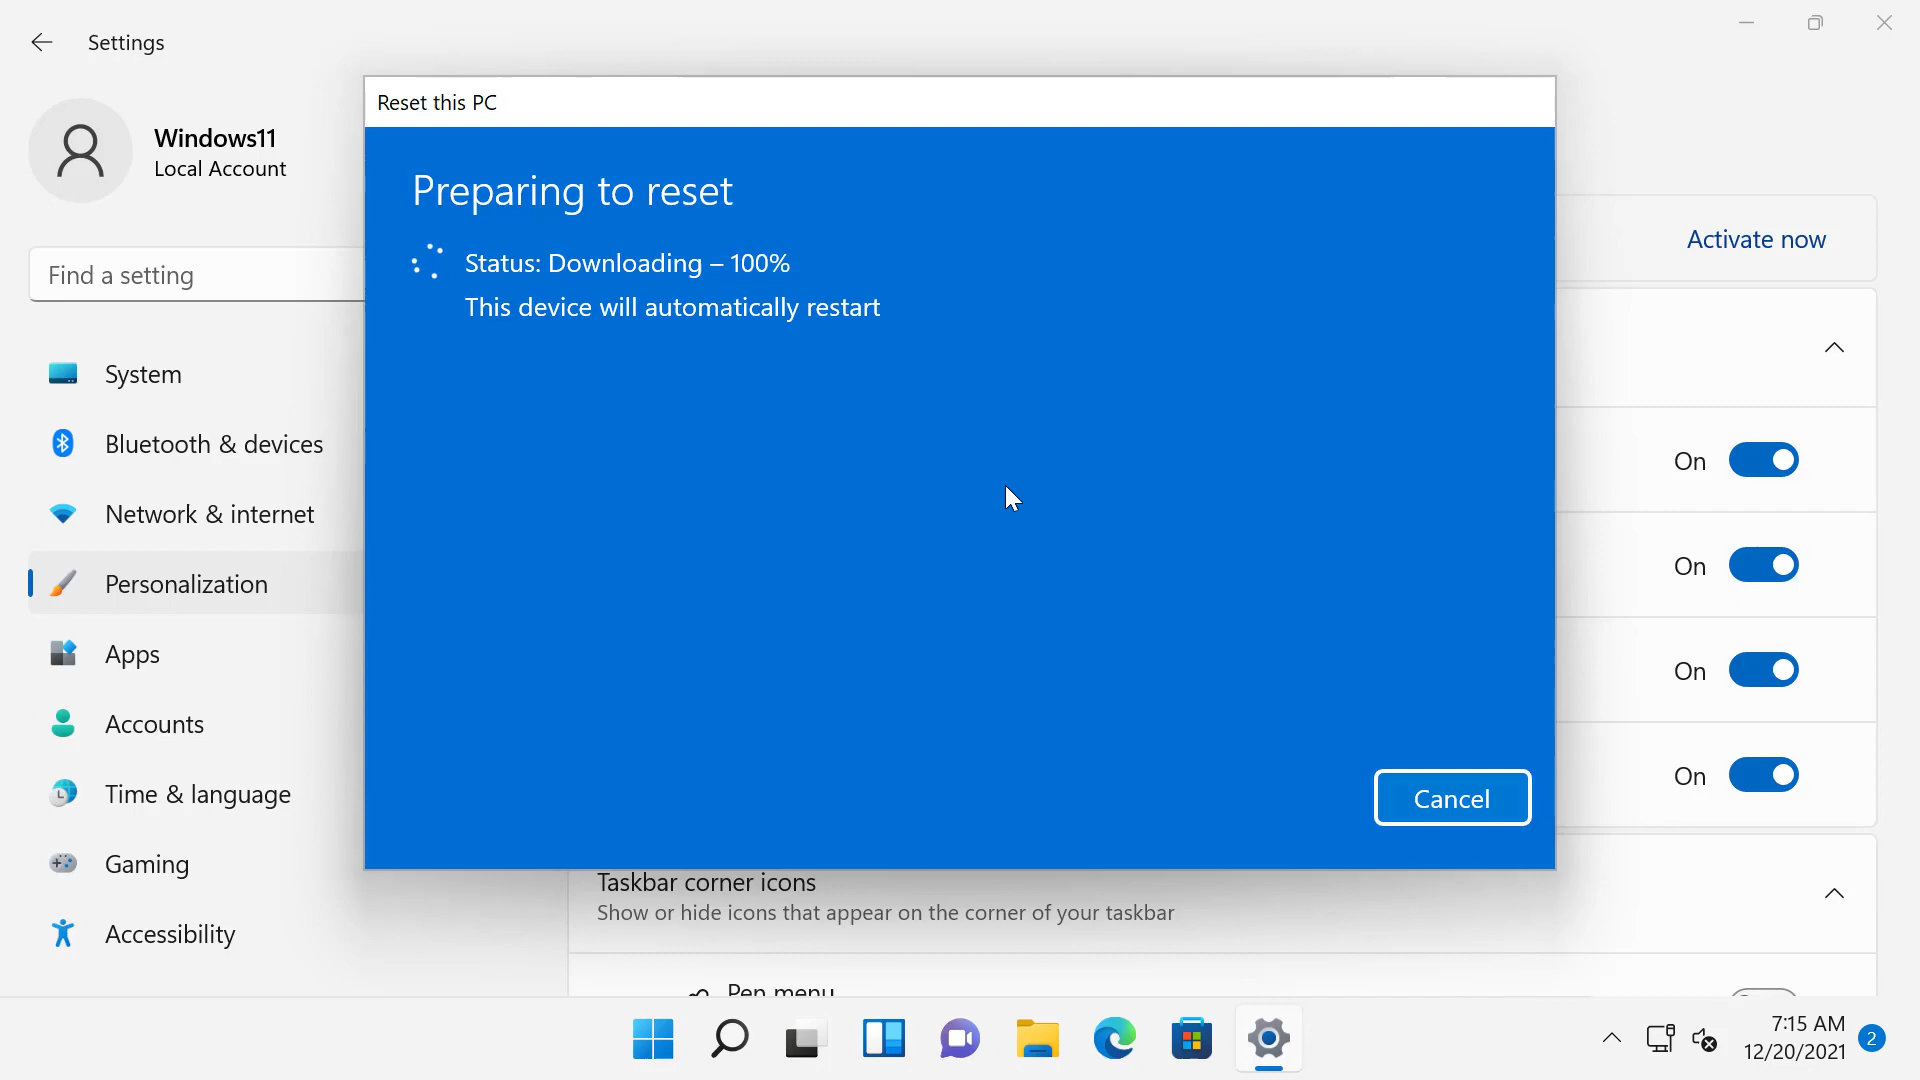 Settings
Windows11
Local Account
Find a setting
System
Bluetooth & devices
Network & internet
Personalization
Apps
Accounts
Time & language
Gaming
Accessibility
Reset this PC
Preparing to reset
Status: Downloading – 100%
This device will automatically restart
Cancel
Activate now
On
On
On
On
Taskbar corner icons
Show or hide icons that appear on the corner of your taskbar
Pen menu
7:15 AM
12/20/2021
2